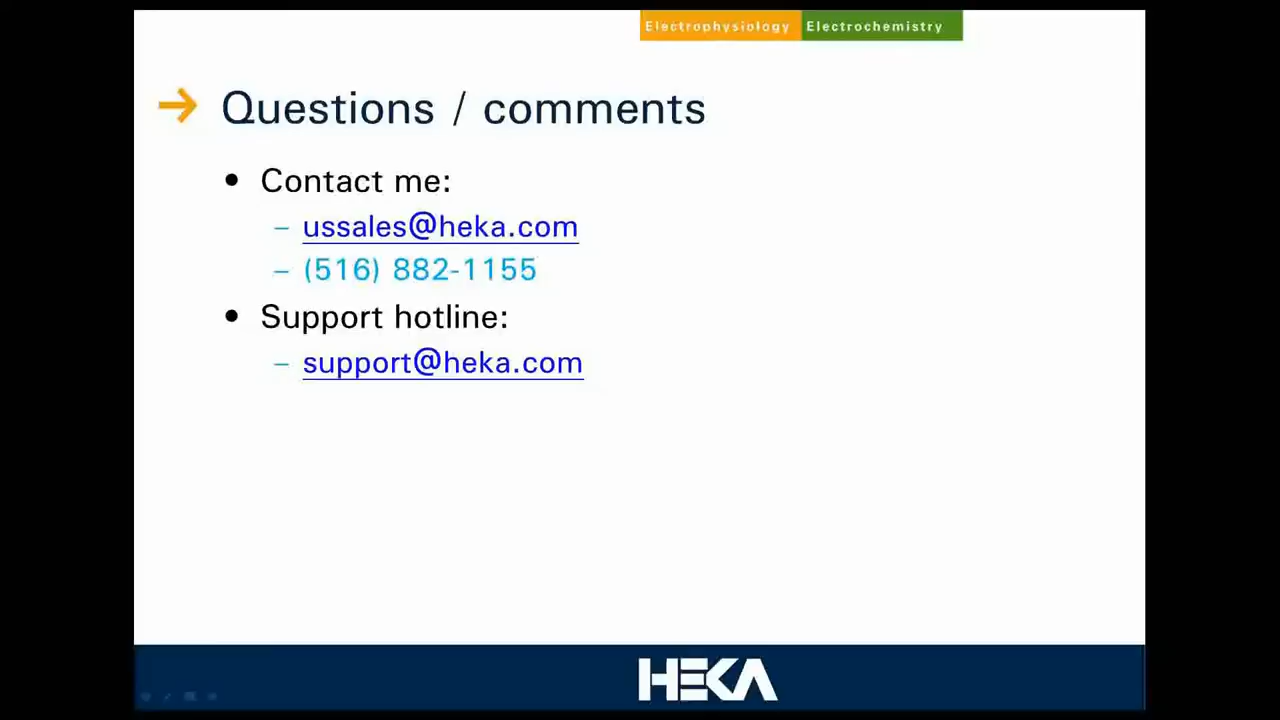 Electrophysiology Electrochemistry
→ Questions / comments
• Contact me:
– ussales@heka.com
– (516) 882-1155
• Support hotline:
– support@heka.com
HEKA